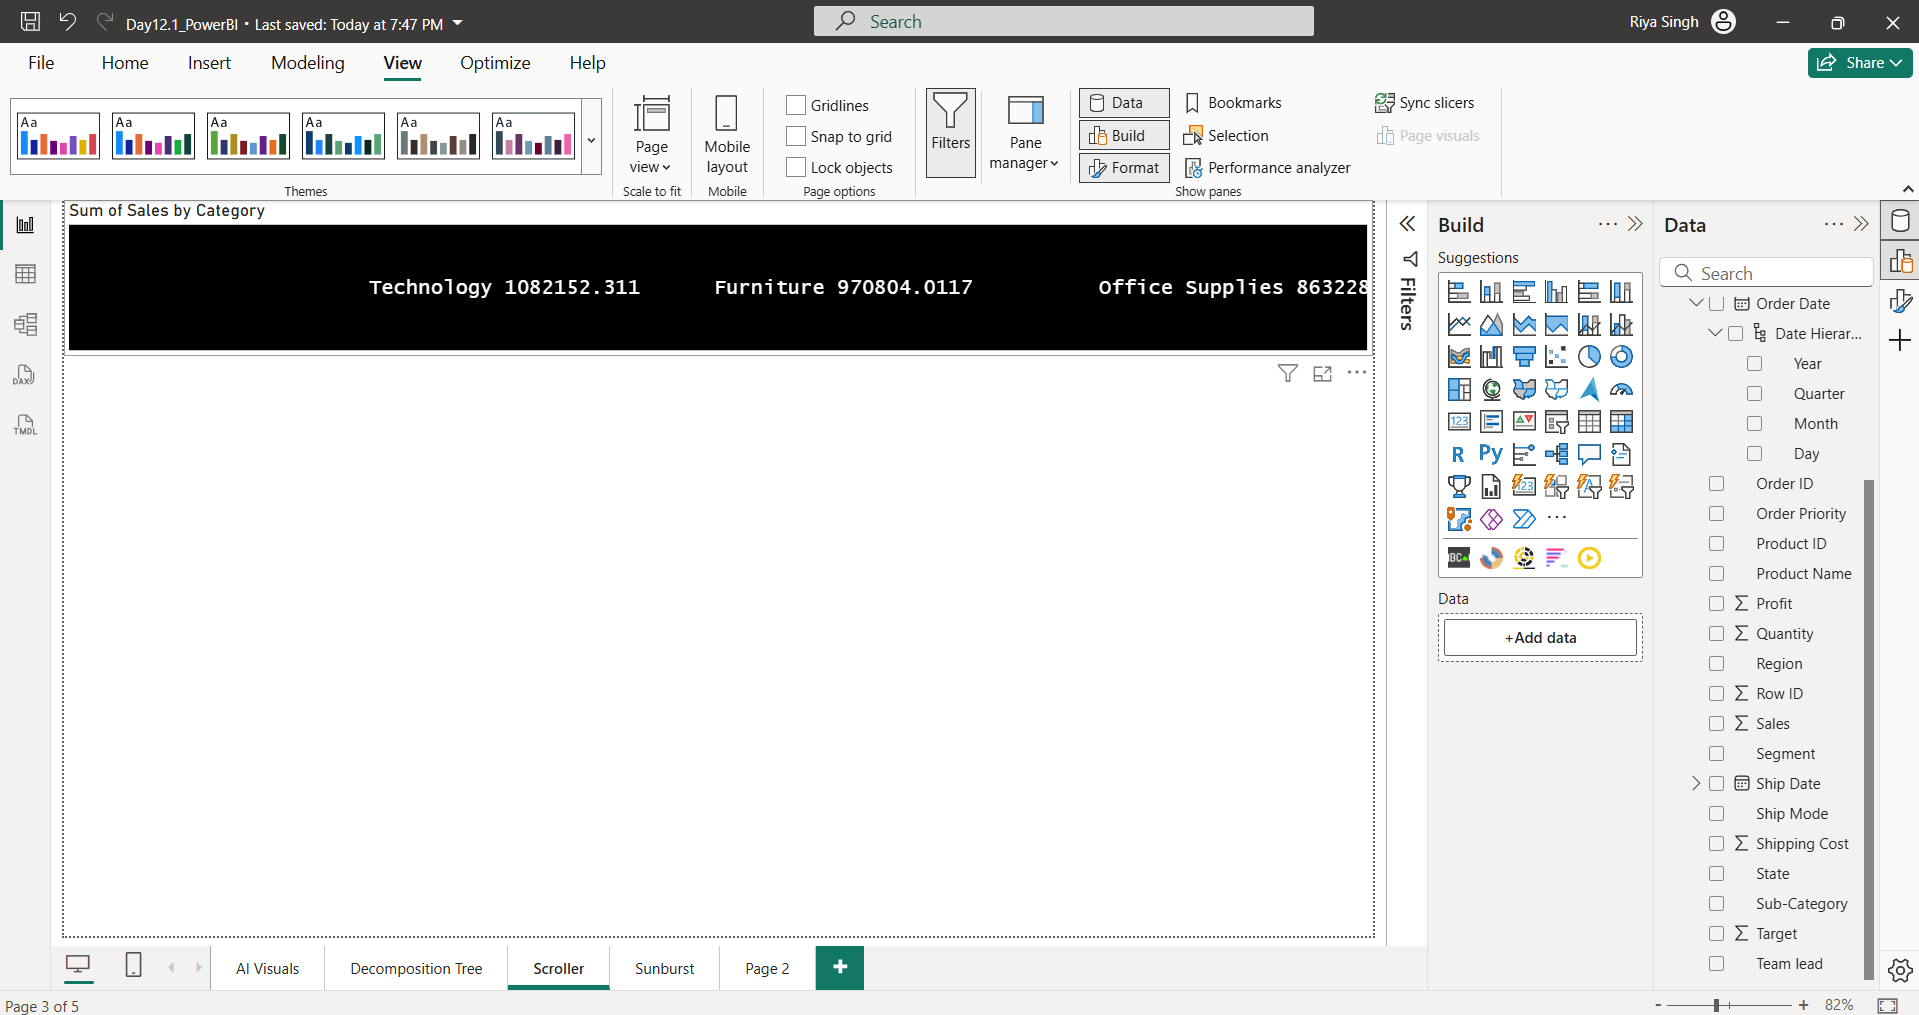 Day12.1_PowerBI • Last saved: Today at 7:47 PM
Search
Riya Singh
File
Home
Insert
Modeling
View
Optimize
Help
Share
Aa
Aa
Aa
Aa
Aa
Aa
Themes
Page
view
Scale to fit
Mobile
layout
Mobile
Gridlines
Snap to grid
Lock objects
Page options
Filters
Pane
manager
Data
Build
Format
Bookmarks
Selection
Performance analyzer
Sync slicers
Page visuals
Show panes
DAX
TMDL
Sum of Sales by Category
Technology 1082152.311
Furniture 970804.0117
Office Supplies 863228
Filters
Build
Suggestions
123
R
Py
123
Data
+Add data
Data
Search
Order Date
Date Hierar...
Year
Quarter
Month
Day
Order ID
Order Priority
Product ID
Product Name
Profit
Quantity
Region
Row ID
Sales
Segment
Ship Date
Ship Mode
Shipping Cost
State
Sub-Category
Target
Team lead
AI Visuals
Decomposition Tree
Scroller
Sunburst
Page 2
Page 3 of 5
82%